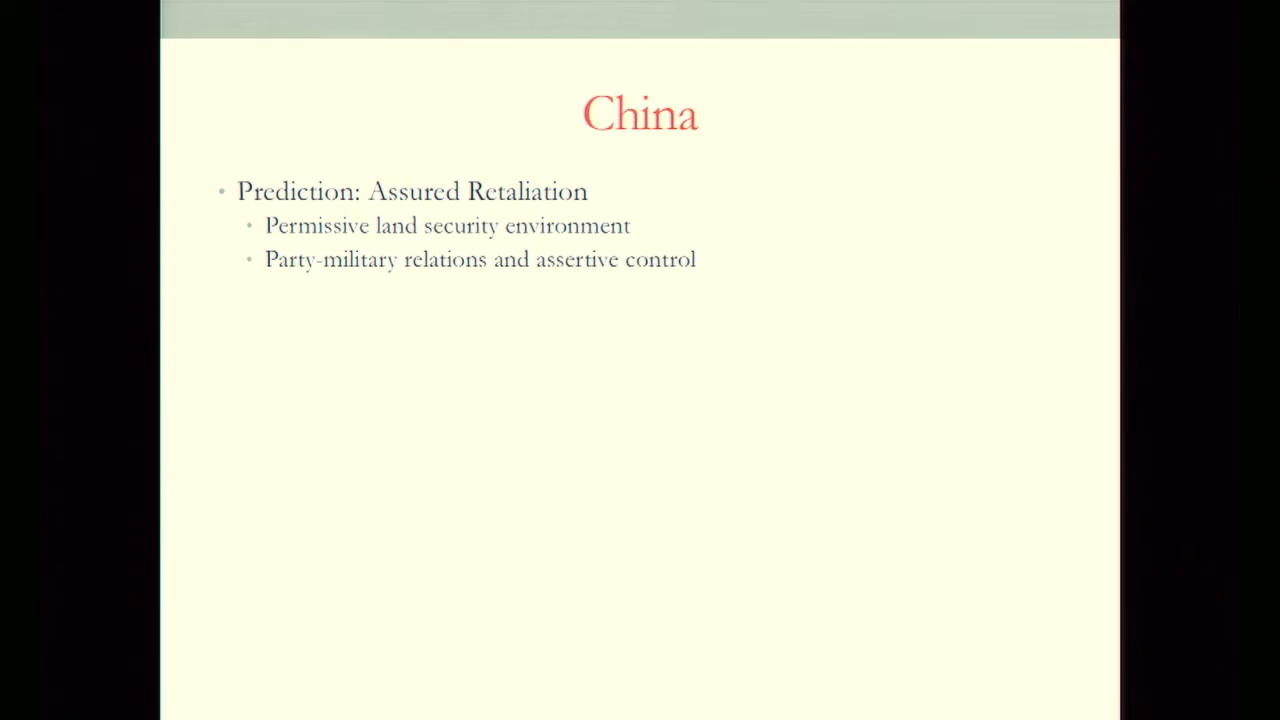 China
• Prediction: Assured Retaliation
• Permissive land security environment
• Party-military relations and assertive control